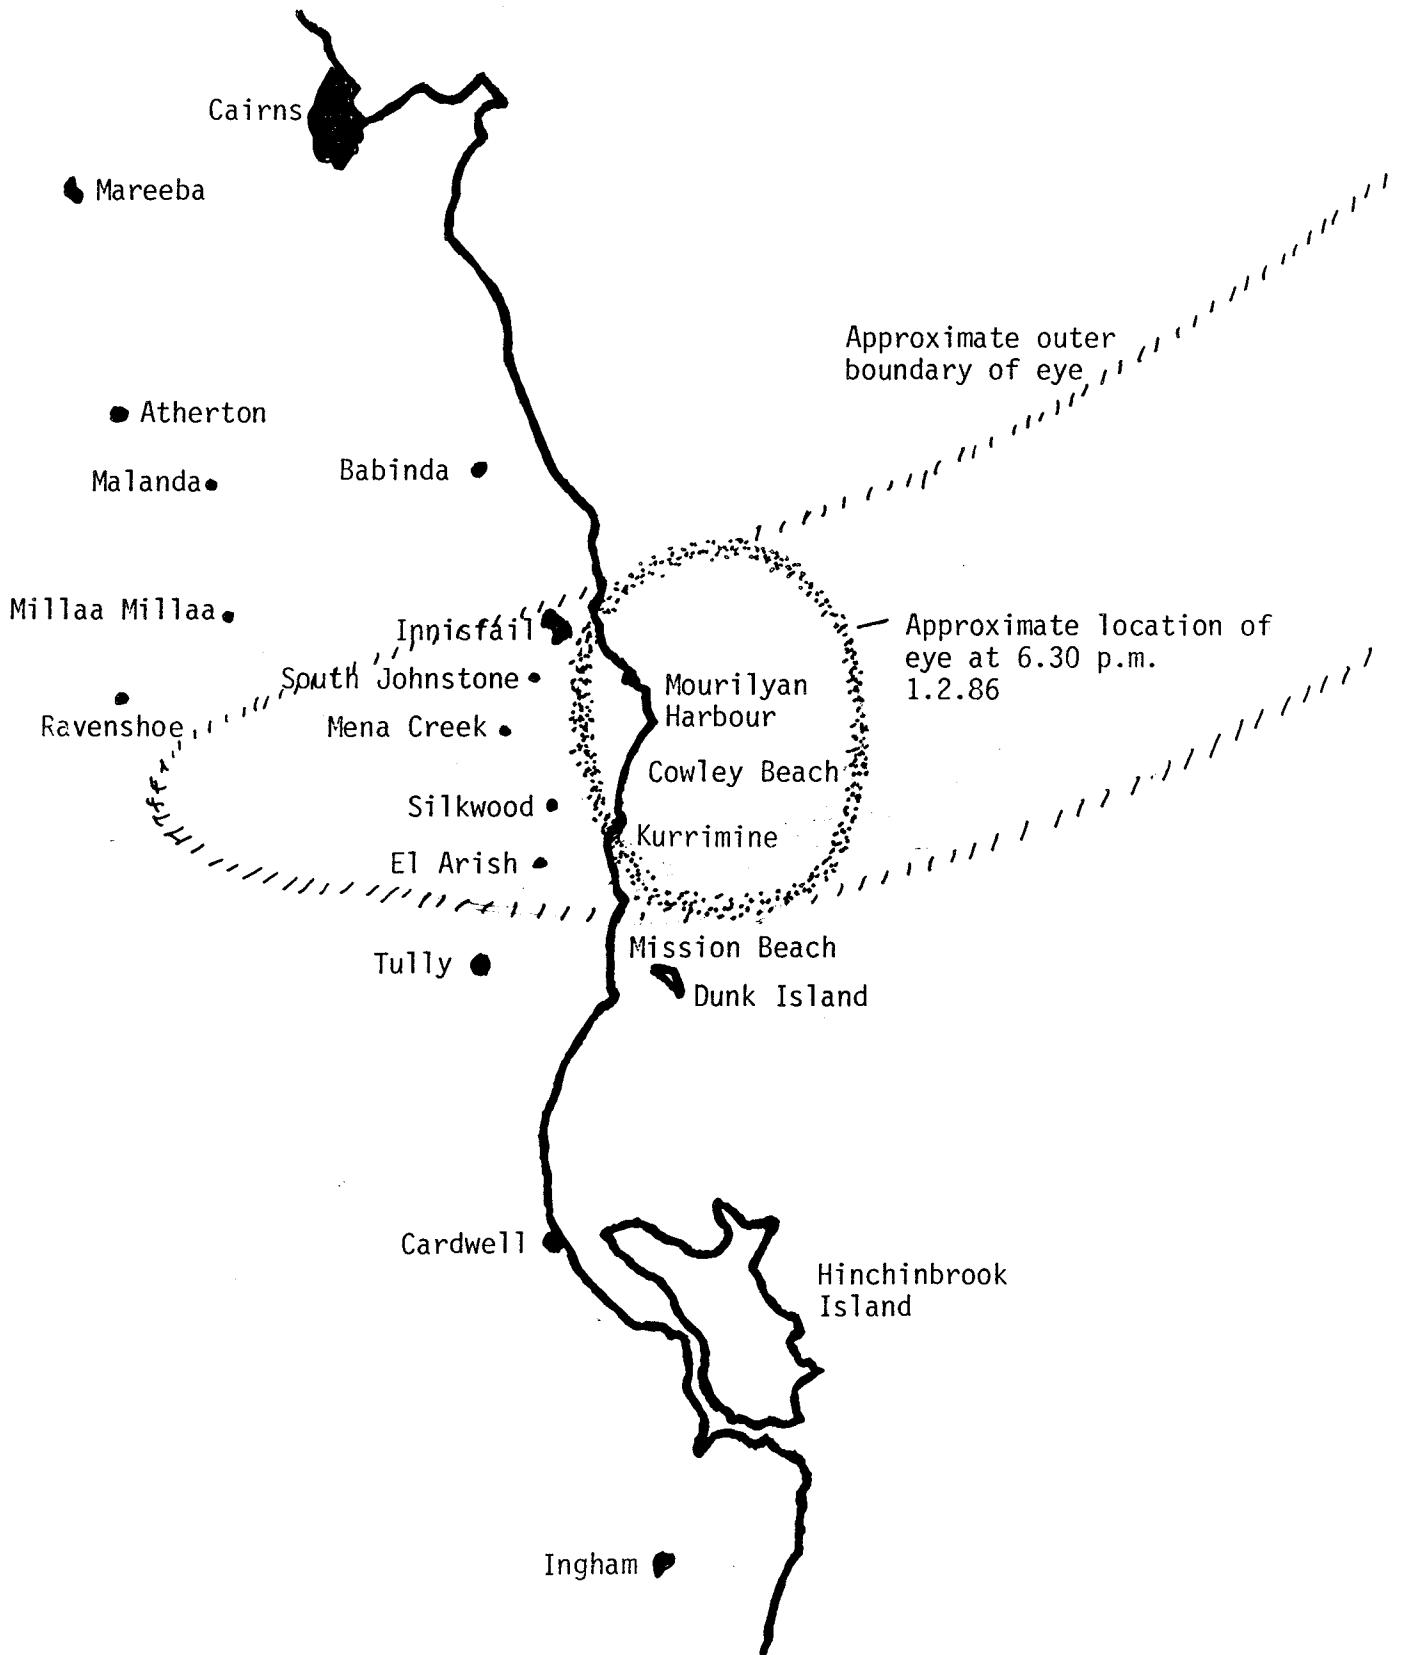 Cairns
Mareeba
Approximate outer
boundary of eye
Atherton
Babinda
Malanda
Millaa Millaa
Innisfail
Approximate location of
eye at 6.30 p.m.
1.2.86
South Johnstone
Mourilyan
Harbour
Ravenshoe
Mena Creek
Cowley Beach
Silkwood
Kurrimine
El Arish
Mission Beach
Tully
Dunk Island
Cardwell
Hinchinbrook
Island
Ingham